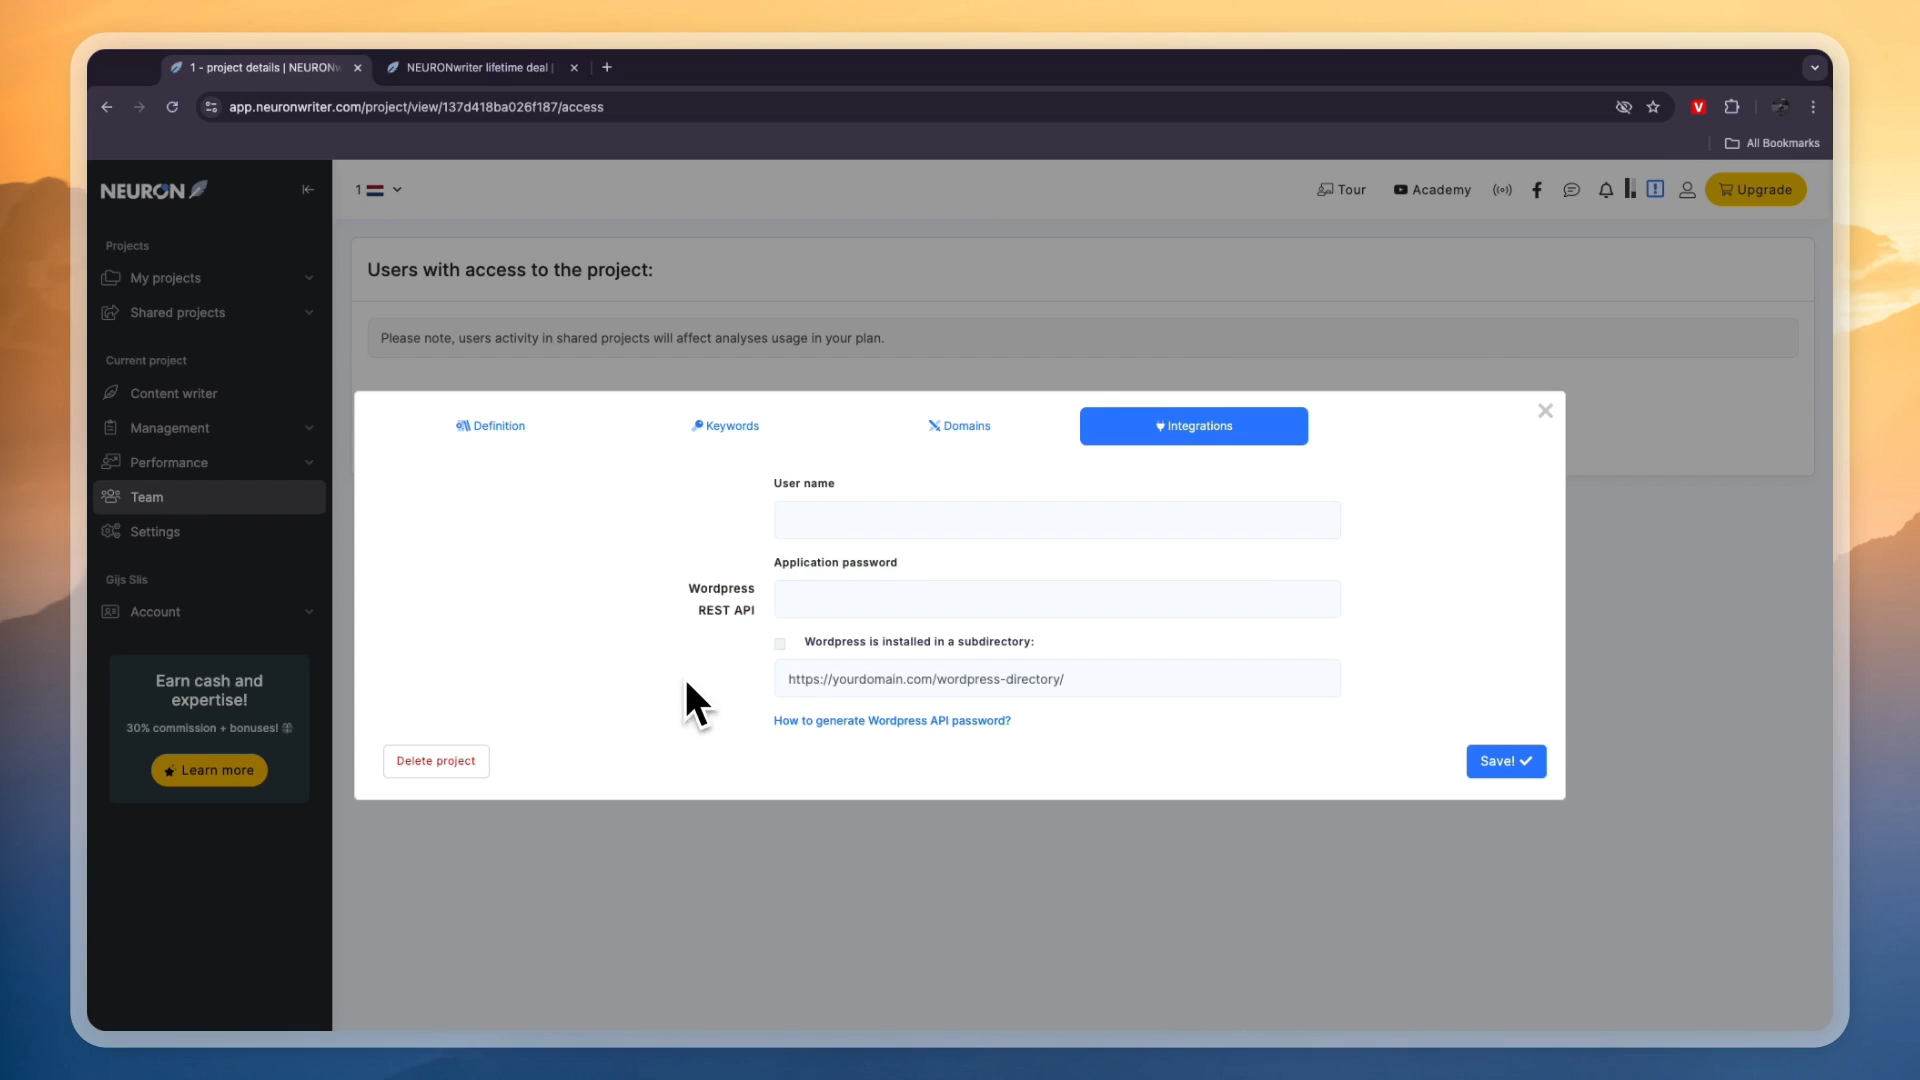 1 - project details | NEURONw
NEURONwriter lifetime deal |
app.neuronwriter.com/project/view/137d418ba026f187/access
V
All Bookmarks
NEURON
1
Tour
Academy
Upgrade
Projects
My projects
Shared projects
Current project
Content writer
Management
Performance
Team
Settings
Gijs Slis
Account
Earn cash and
expertise!
30% commission + bonuses!
Learn more
Users with access to the project:
Please note, users activity in shared projects will affect analyses usage in your plan.
Definition
Keywords
Domains
Integrations
User name
Application password
Wordpress
REST API
Wordpress is installed in a subdirectory:
https://yourdomain.com/wordpress-directory/
How to generate Wordpress API password?
Delete project
Save!